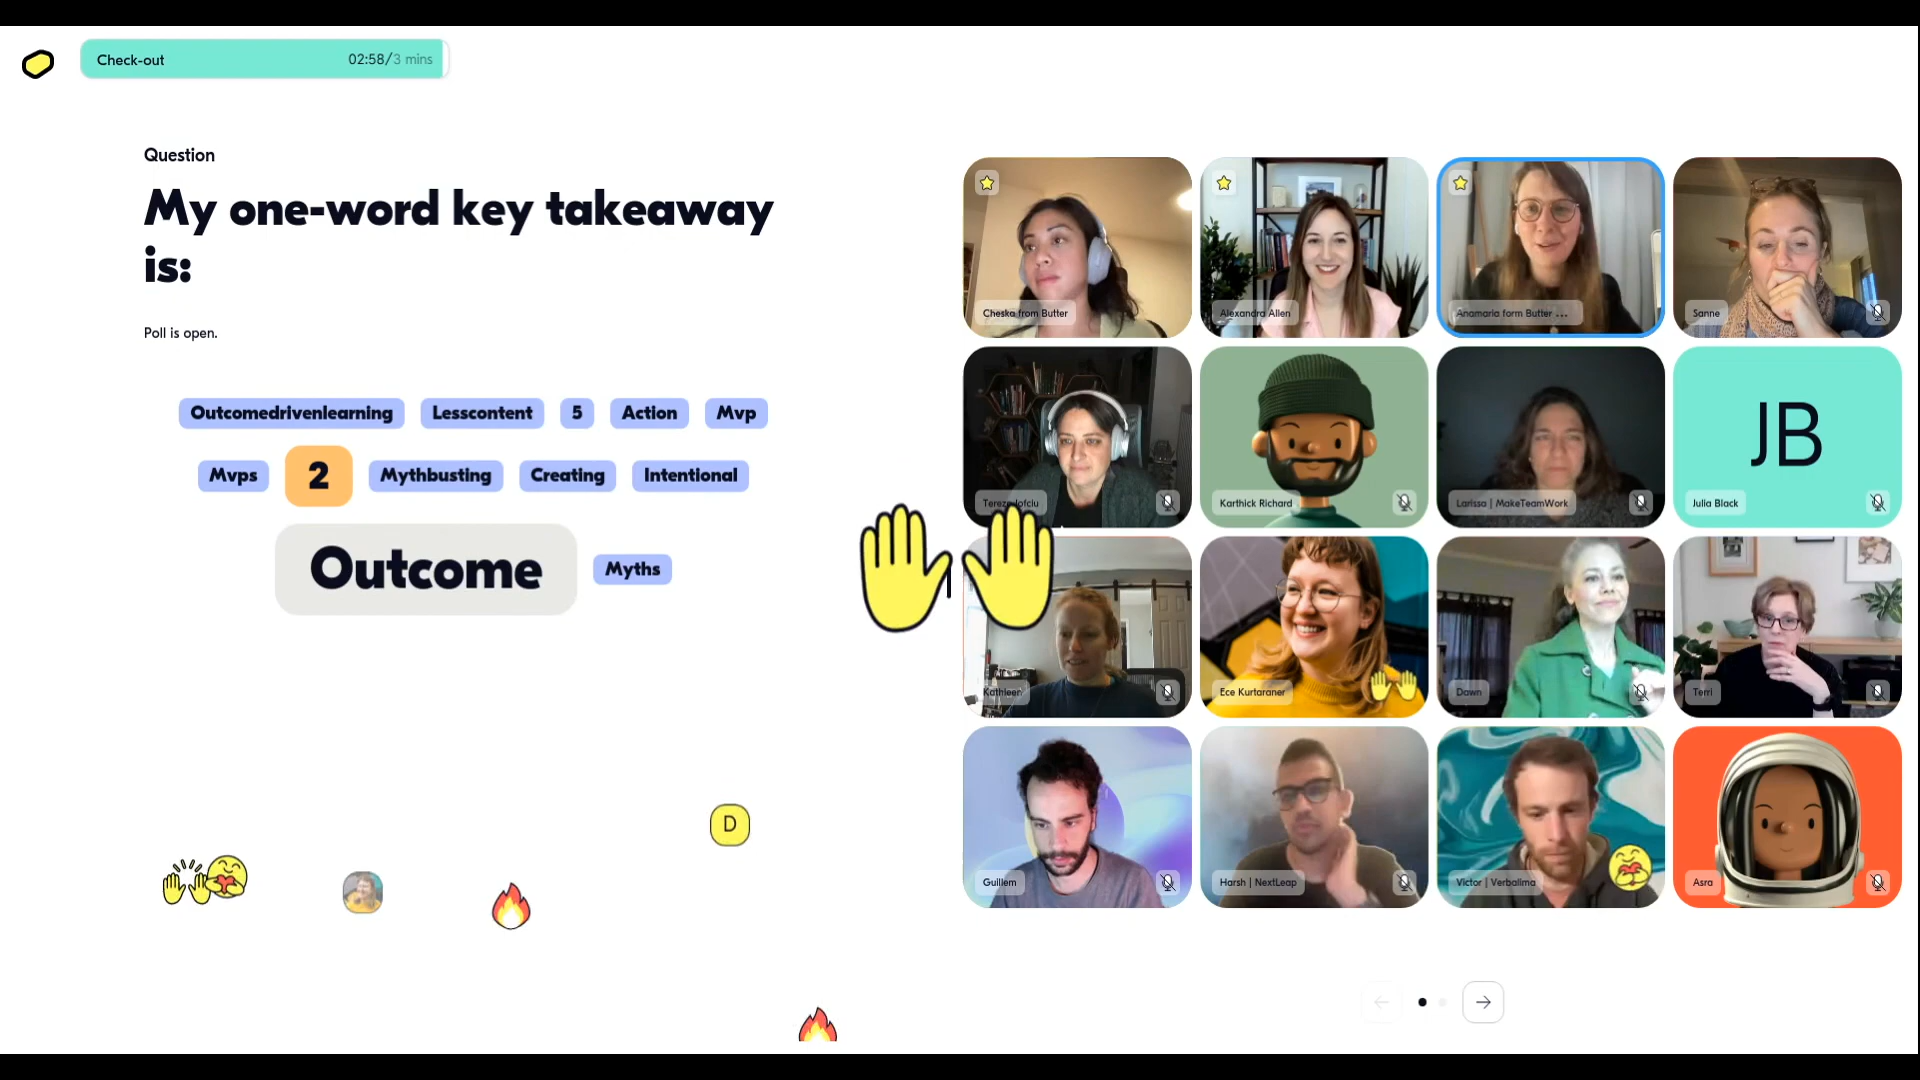 Check-out
02:58/3 mins
Question
My one-word key takeaway
is:
Poll is open.
Outcomedrivenlearning Lesscontent 5 Action Mvp
Mvps 2 Mythbusting Creating Intentional
Outcome Myths
D
Cheska from Butter
Alexandra Allen
Anamaria form Butter ...
Sanne
Tereza Iofciu
Karthick Richard
Larissa | MakeTeamWork
JB
Julia Black
Kathleen
Ece Kurtaraner
Dawn
Terri
Guillem
Harsh | NextLeap
Victor | Verbalima
Asra